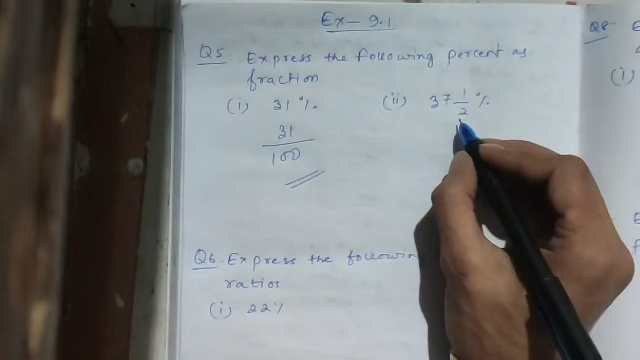 Ex - 9.1
Q5 Express the following percent as
fraction
(i) 31 %. (ii) 37 1/2 %.
31/100
Q6. Express the following
ratios
(i) 22%
Q8.
(i)